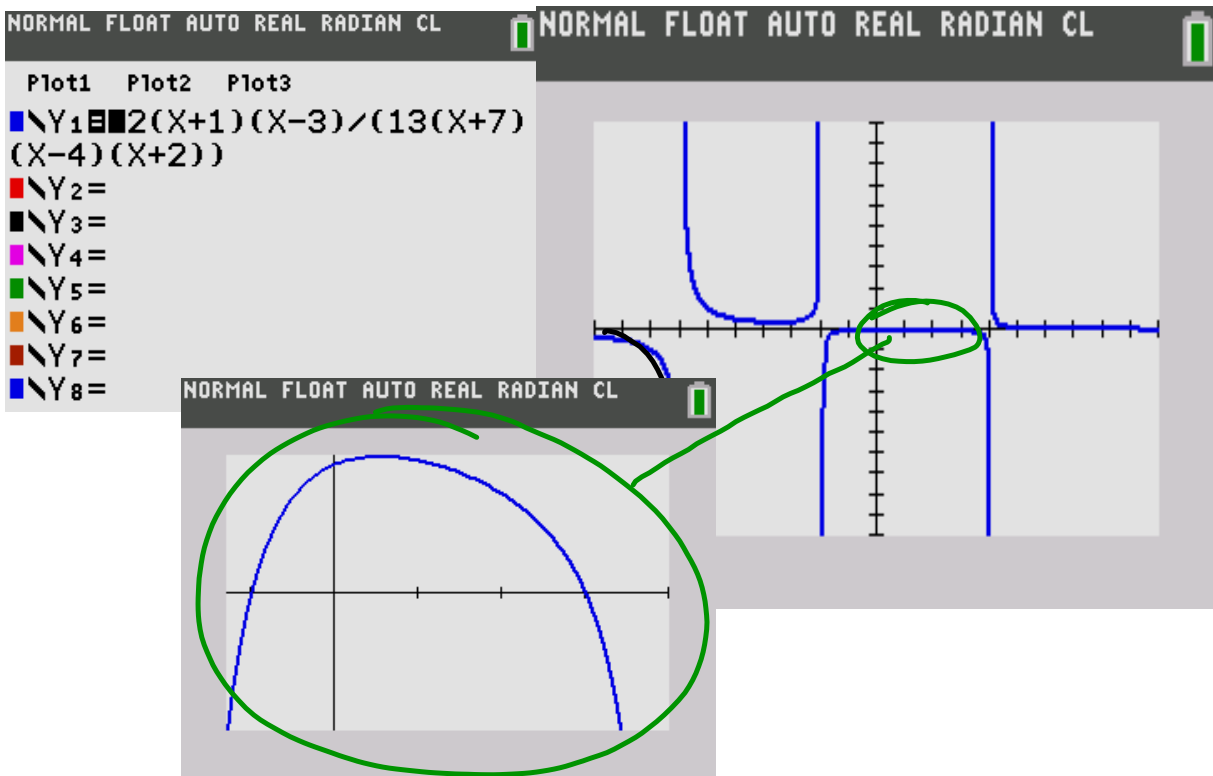 NORMAL FLOAT AUTO REAL RADIAN CL
Plot1 Plot2 Plot3
\Y1=■2(X+1)(X-3)/(13(X+7)
(X-4)(X+2))
\Y2=
\Y3=
\Y4=
\Y5=
\Y6=
\Y7=
\Y8=
NORMAL FLOAT AUTO REAL RADIAN CL
NORMAL FLOAT AUTO REAL RADIAN CL